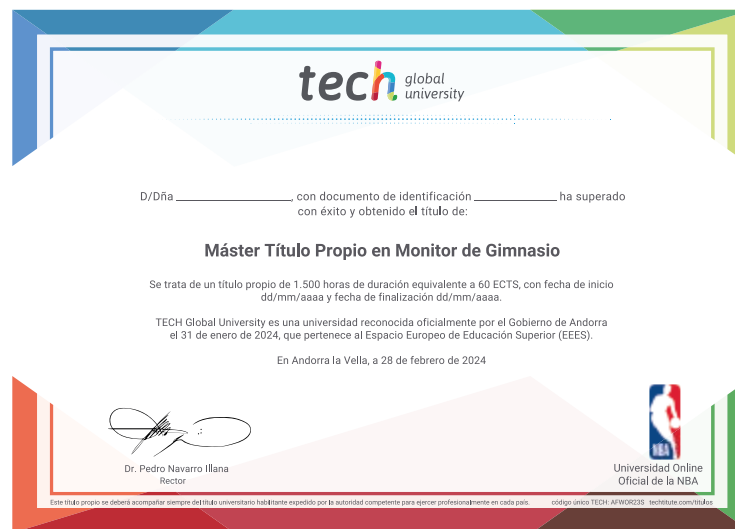 tech global
university
D/Dña ______________, con documento de identificación __________ ha superado
con éxito y obtenido el título de:
Máster Título Propio en Monitor de Gimnasio
Se trata de un título propio de 1.500 horas de duración equivalente a 60 ECTS, con fecha de inicio
dd/mm/aaaa y fecha de finalización dd/mm/aaaa.
TECH Global University es una universidad reconocida oficialmente por el Gobierno de Andorra
el 31 de enero de 2024, que pertenece al Espacio Europeo de Educación Superior (EEES).
En Andorra la Vella, a 28 de febrero de 2024
Dr. Pedro Navarro Illana
Rector
NBA
Universidad Online
Oficial de la NBA
Este título propio se deberá acompañar siempre del título universitario habilitante expedido por la autoridad competente para ejercer profesionalmente en cada país. código único TECH: AFWOR23S techtitute.com/titulos